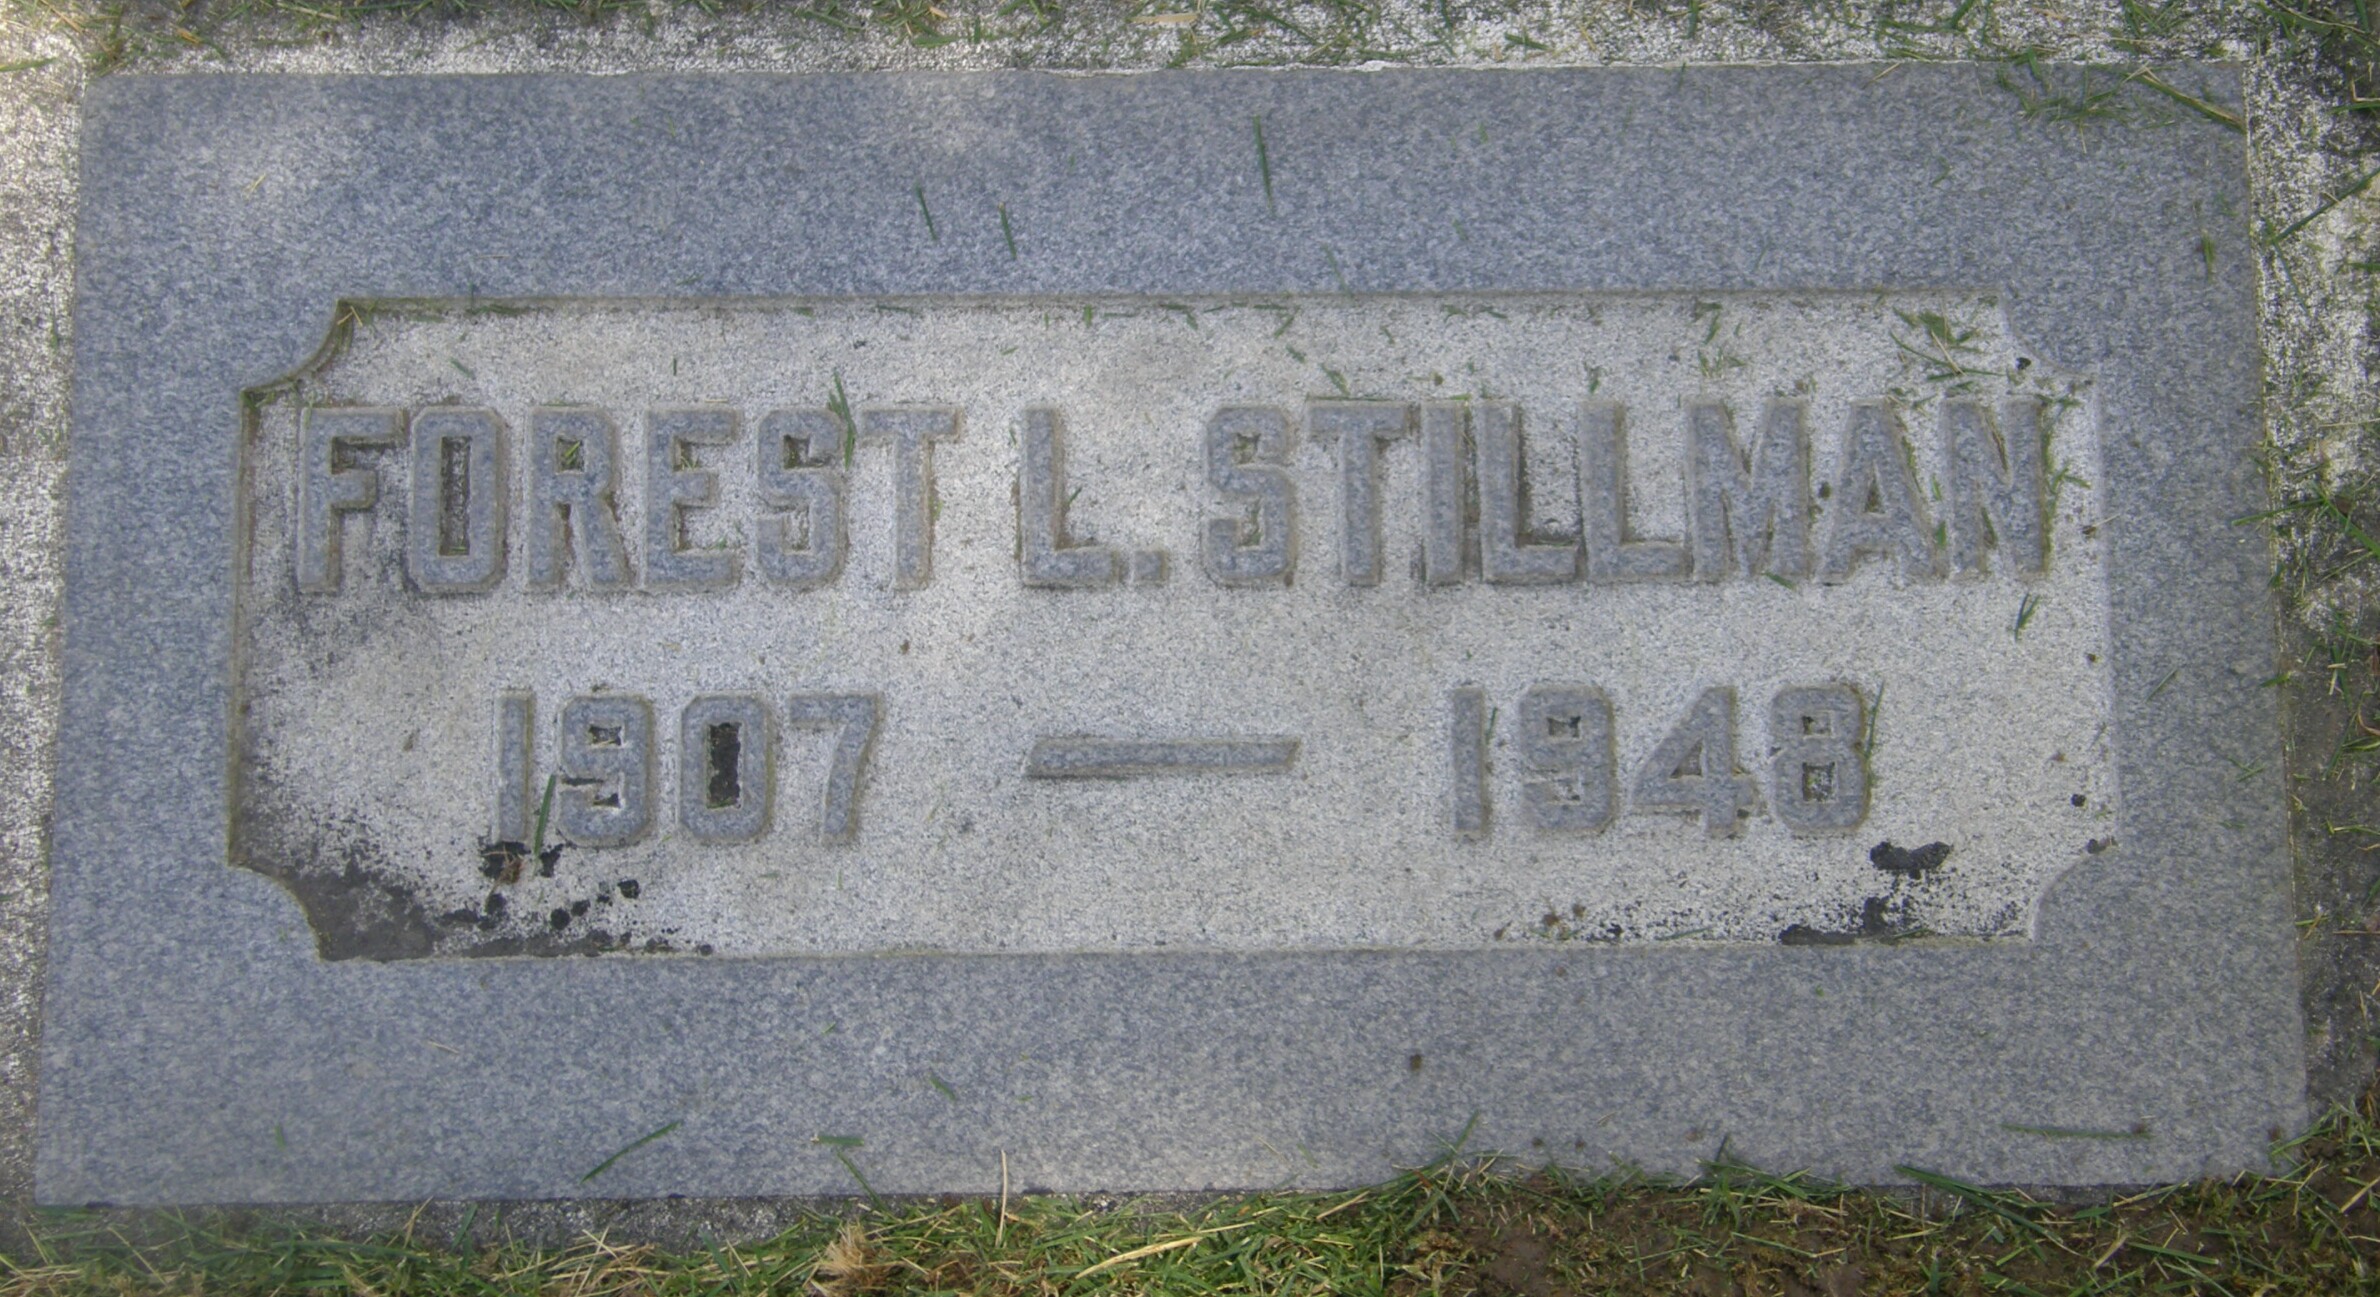 FOREST L. STILLMAN
1907 — 1948